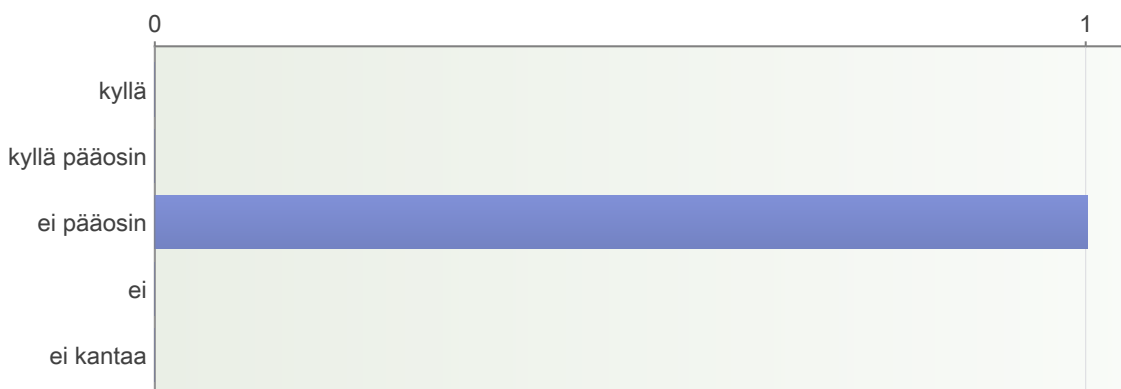 0 1
kyllä
kyllä pääosin
ei pääosin
ei
ei kantaa